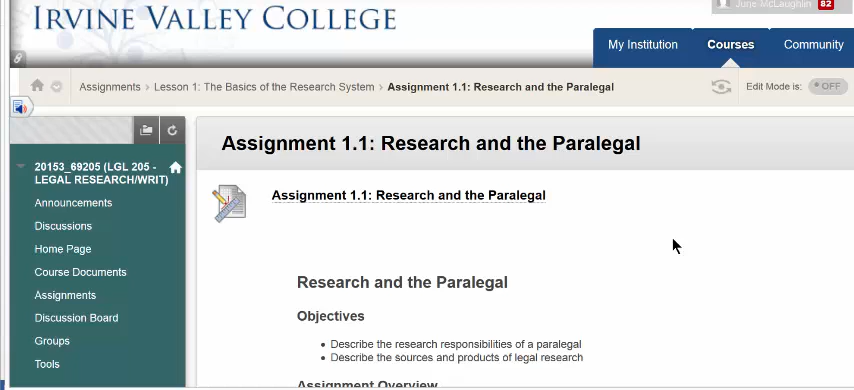 IRVINE VALLEY COLLEGE
June McLaughlin 82
My Institution Courses Community
Assignments > Lesson 1: The Basics of the Research System > Assignment 1.1: Research and the Paralegal
Edit Mode is: OFF
Assignment 1.1: Research and the Paralegal
20153_69205 (LGL 205 -
LEGAL RESEARCH/WRIT)
Announcements
Discussions
Home Page
Course Documents
Assignments
Discussion Board
Groups
Tools
Assignment 1.1: Research and the Paralegal
Research and the Paralegal
Objectives
• Describe the research responsibilities of a paralegal
• Describe the sources and products of legal research
Assignment Overview